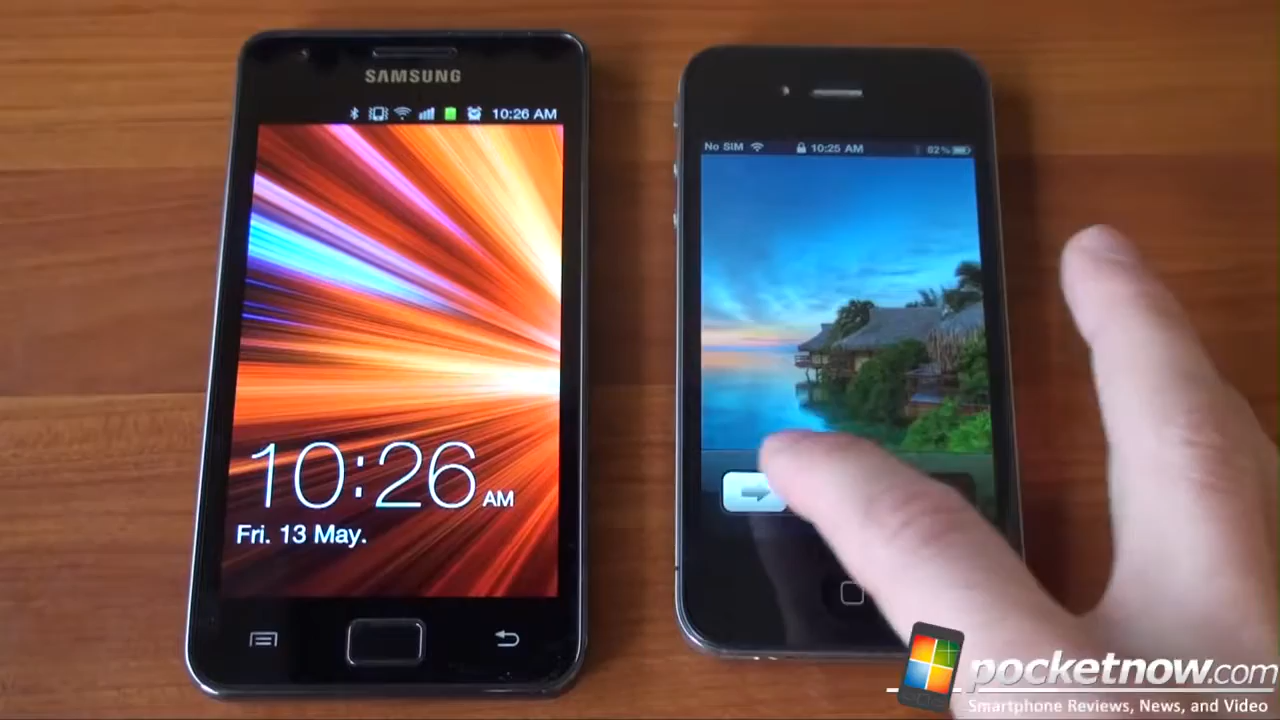 SAMSUNG
10:26 AM
10:26 AM
Fri. 13 May.
No SIM 10:25 AM 82%
pocketnow.com
Smartphone Reviews, News, and Video